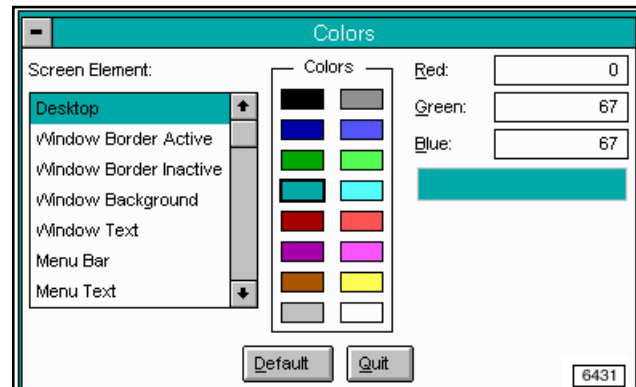 Colors
Screen Element:
Desktop
Window Border Active
Window Border Inactive
Window Background
Window Text
Menu Bar
Menu Text
Colors
Red: 0
Green: 67
Blue: 67
Default
Quit
6431